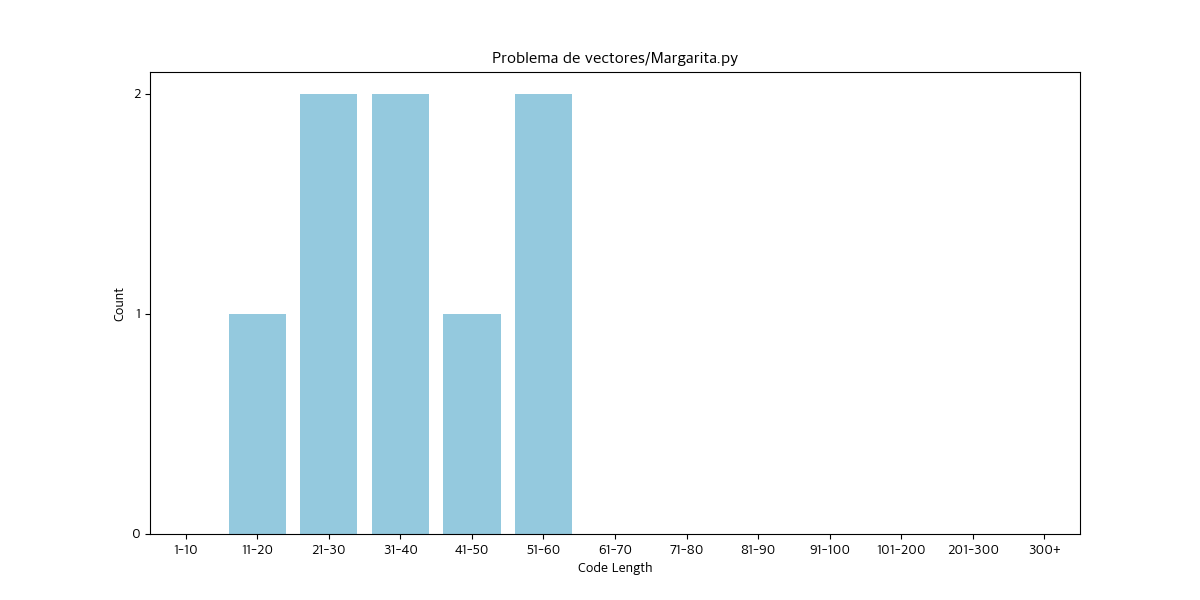 Problema de vectores/Margarita.py
2
1
0
Count
1-10 11-20 21-30 31-40 41-50 51-60 61-70 71-80 81-90 91-100 101-200 201-300 300+
Code Length